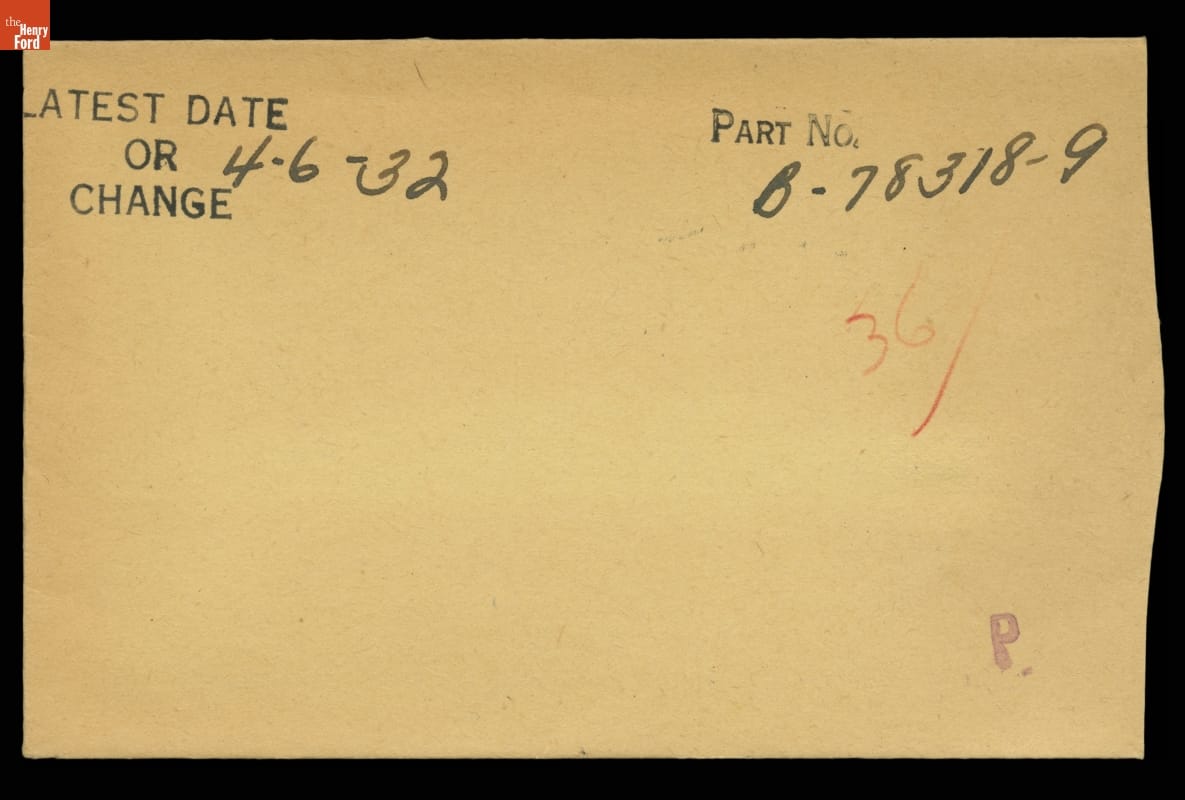 the
Henry
Ford
LATEST DATE
OR 4-6-32
CHANGE
PART NO.
B-78318-9
36/
P.